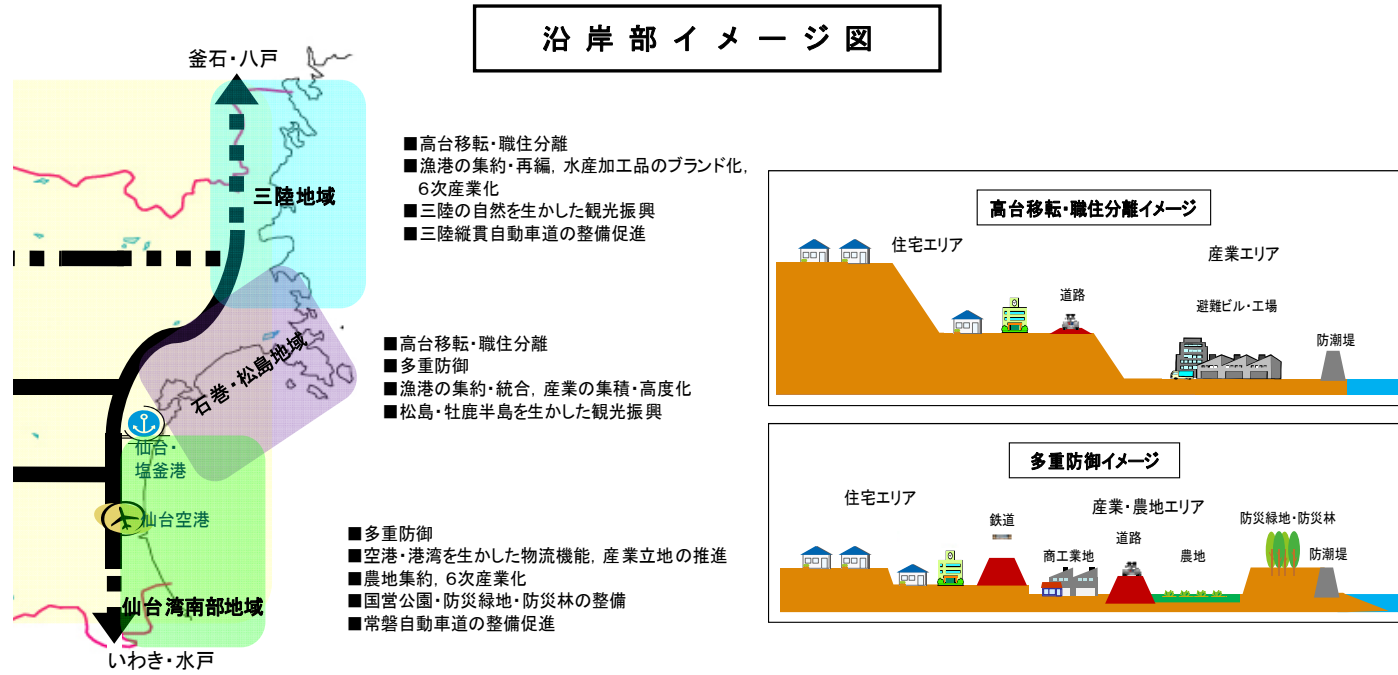 沿岸部イメージ図
釜石・八戸
三陸地域
石巻・松島地域
仙台・
塩釜港
仙台空港
仙台湾南部地域
いわき・水戸
■高台移転・職住分離
■漁港の集約・再編，水産加工品のブランド化，
６次産業化
■三陸の自然を生かした観光振興
■三陸縦貫自動車道の整備促進
■高台移転・職住分離
■多重防御
■漁港の集約・統合，産業の集積・高度化
■松島・牡鹿半島を生かした観光振興
■多重防御
■空港・港湾を生かした物流機能，産業立地の推進
■農地集約，６次産業化
■国営公園・防災緑地・防災林の整備
■常磐自動車道の整備促進
高台移転・職住分離イメージ
住宅エリア
産業エリア
道路
避難ビル・工場
防潮堤
多重防御イメージ
住宅エリア
産業・農地エリア
鉄道
商工業地
道路
農地
防災緑地・防災林
防潮堤